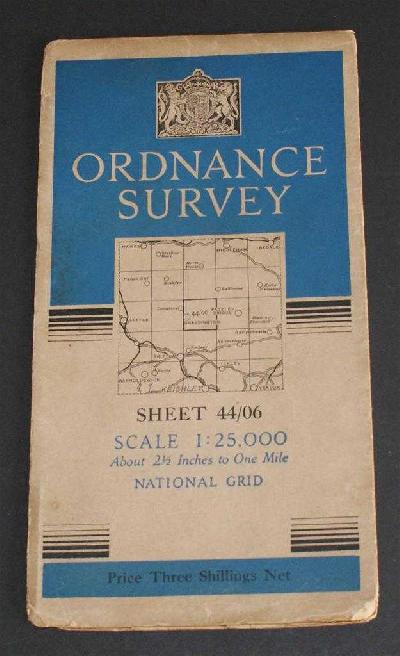 ORDNANCE
SURVEY
SHEET 44/06
SCALE 1:25,000
About 2½ Inches to One Mile
NATIONAL GRID
Price Three Shillings Net